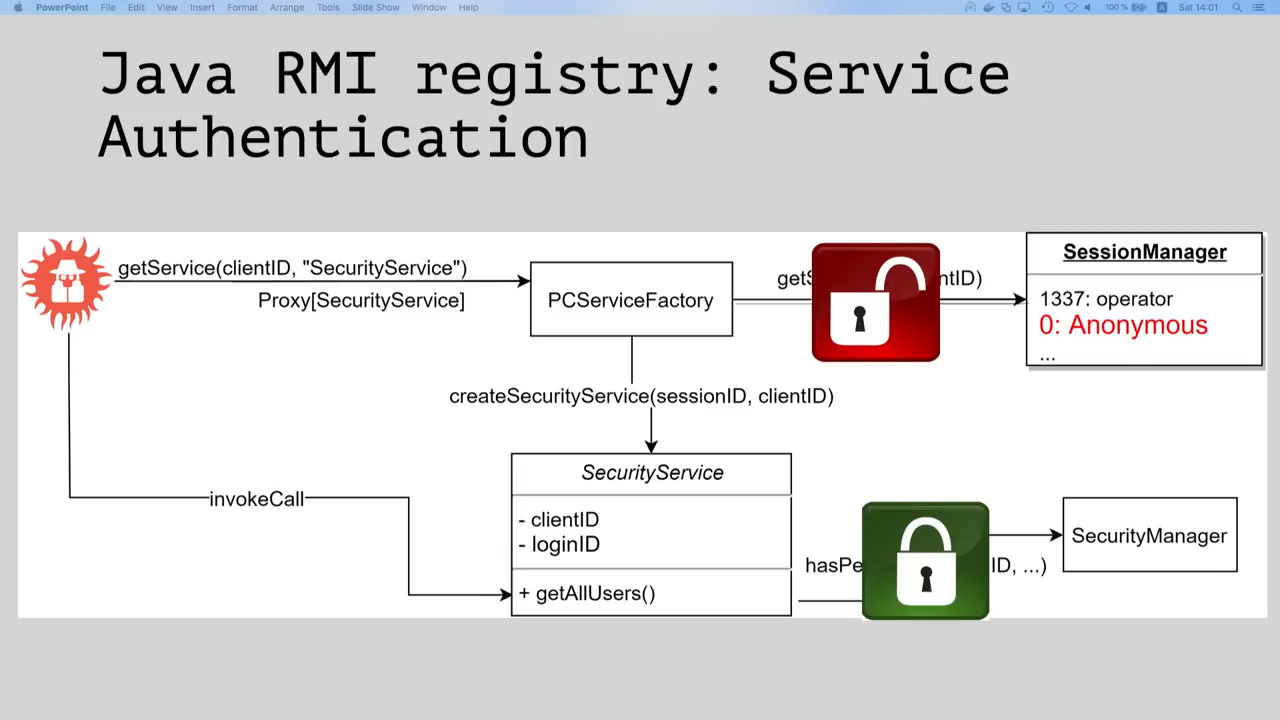 PowerPoint File Edit View Insert Format Arrange Tools Slide Show Window Help 100 % A Sat 14:01
Java RMI registry: Service
Authentication
getService(clientID, "SecurityService")
Proxy[SecurityService]
PCServiceFactory
SessionManager
1337: operator
0: Anonymous
...
createSecurityService(sessionID, clientID)
SecurityService
- clientID
- loginID
+ getAllUsers()
invokeCall
ID, ...)
SecurityManager